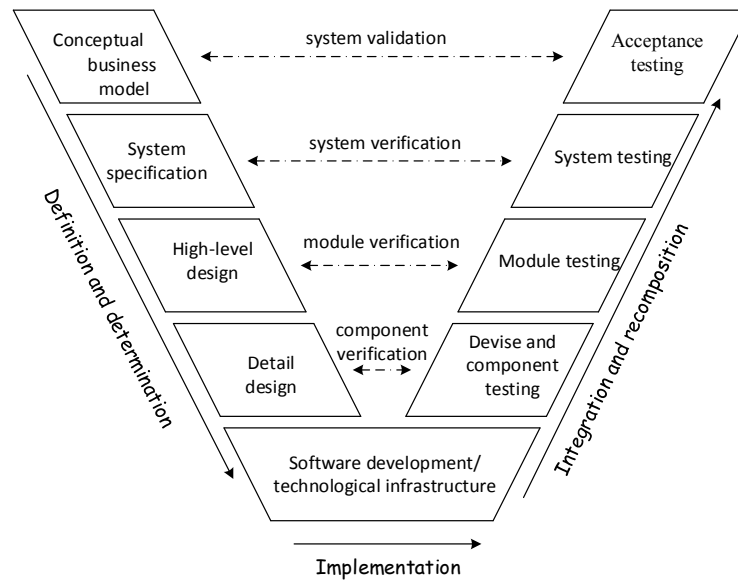 Conceptual
business
model
system validation
Acceptance
testing
System
specification
system verification
System testing
High-level
design
module verification
Module testing
Detail
design
component
verification
Devise and
component
testing
Software development/
technological infrastructure
Definition and determination
Implementation
Integration and recomposition